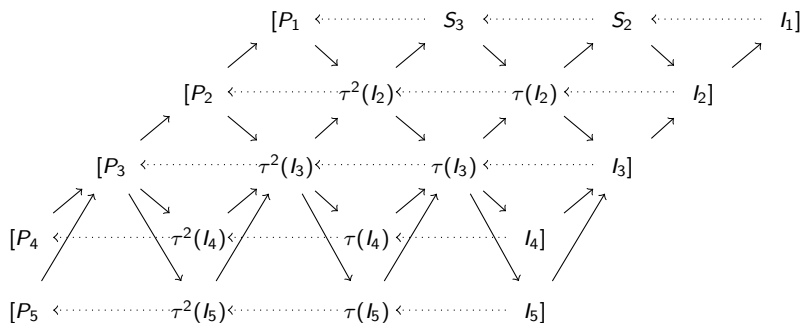 [P₁ S₃ S₂ I₁]
[P₂ τ²(I₂) τ(I₂) I₂]
[P₃ τ²(I₃) τ(I₃) I₃]
[P₄ τ²(I₄) τ(I₄) I₄]
[P₅ τ²(I₅) τ(I₅) I₅]